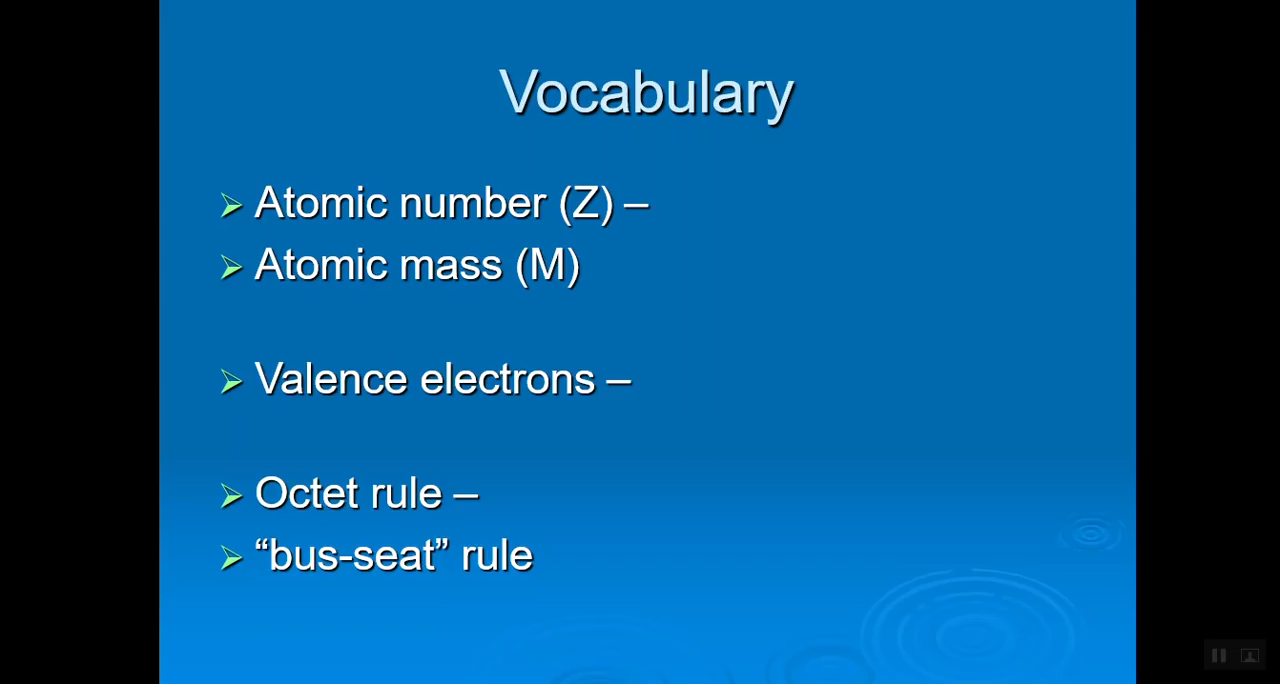 Vocabulary
Atomic number (Z) –
Atomic mass (M)
Valence electrons –
Octet rule –
“bus-seat” rule